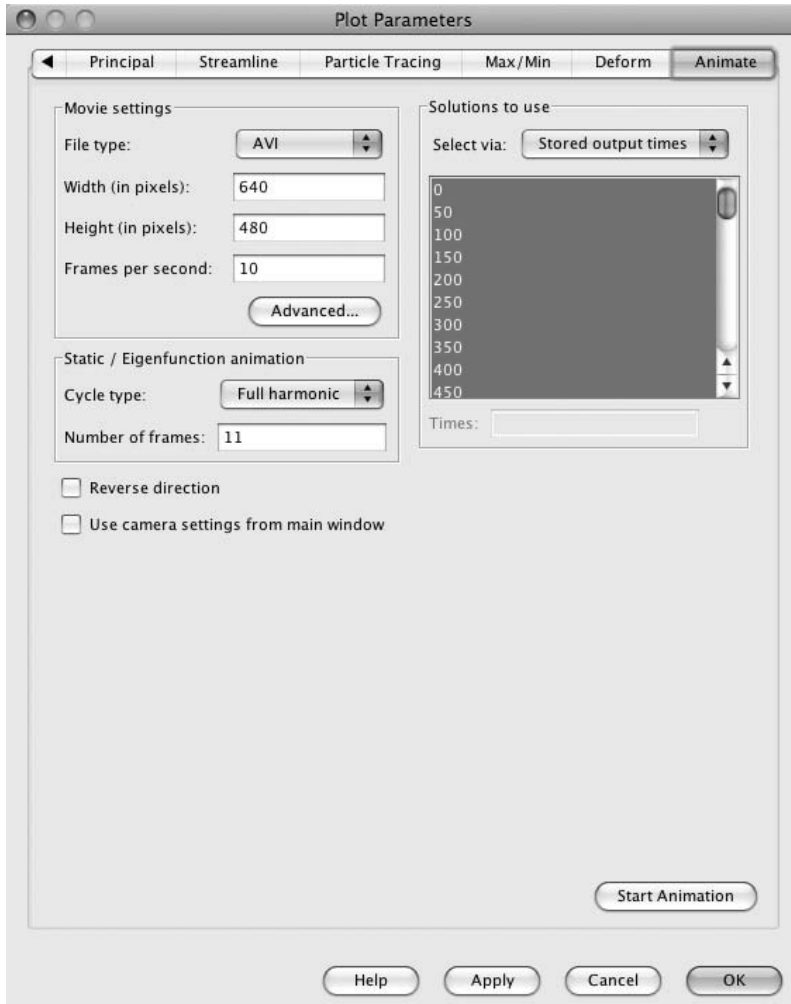 Plot Parameters
Principal Streamline Particle Tracing Max/Min Deform Animate
Movie settings
File type: AVI
Width (in pixels): 640
Height (in pixels): 480
Frames per second: 10
Advanced...
Static / Eigenfunction animation
Cycle type: Full harmonic
Number of frames: 11
Reverse direction
Use camera settings from main window
Solutions to use
Select via: Stored output times
0
50
100
150
200
250
300
350
400
450
Times:
Start Animation
Help Apply Cancel OK